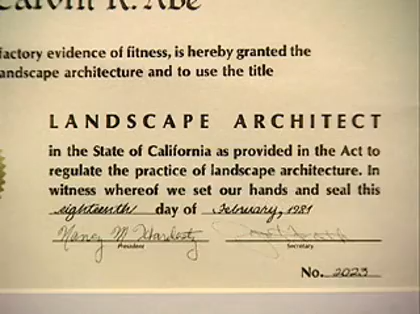 Calvin R. Abe
factory evidence of fitness, is hereby granted the
andscape architecture and to use the title
LANDSCAPE ARCHITECT
in the State of California as provided in the Act to
regulate the practice of landscape architecture. In
witness whereof we set our hands and seal this
eighteenth day of February, 1981
Nancy M Hardesty
President Secretary
No. 2023